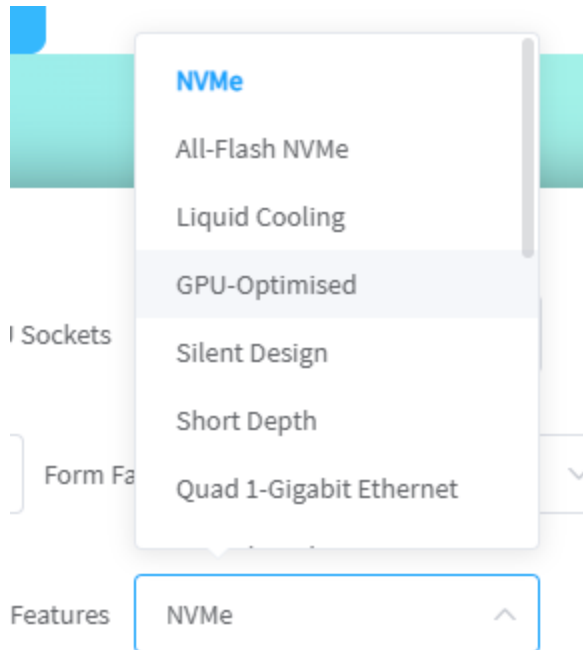 NVMe
All-Flash NVMe
Liquid Cooling
GPU-Optimised
Silent Design
Sockets
Short Depth
Form
Quad 1-Gigabit Ethernet
Features
NVMe